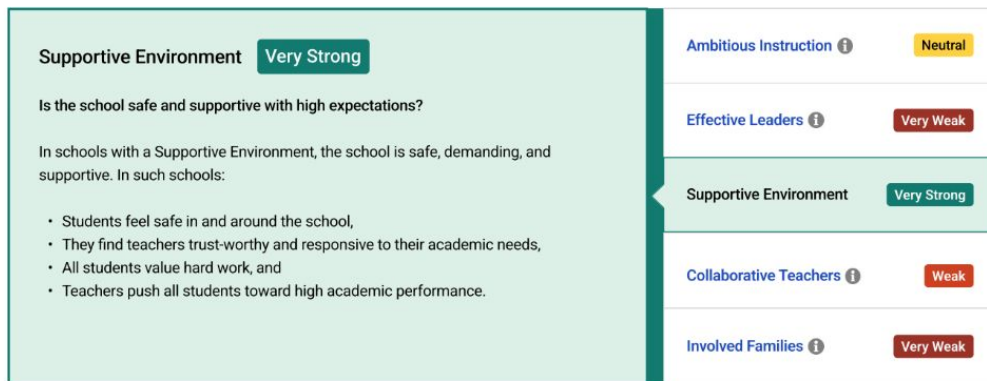 Supportive Environment Very Strong
Is the school safe and supportive with high expectations?
In schools with a Supportive Environment, the school is safe, demanding, and
supportive. In such schools:
• Students feel safe in and around the school,
• They find teachers trust-worthy and responsive to their academic needs,
• All students value hard work, and
• Teachers push all students toward high academic performance.
Ambitious Instruction i Neutral
Effective Leaders i Very Weak
Supportive Environment Very Strong
Collaborative Teachers i Weak
Involved Families i Very Weak